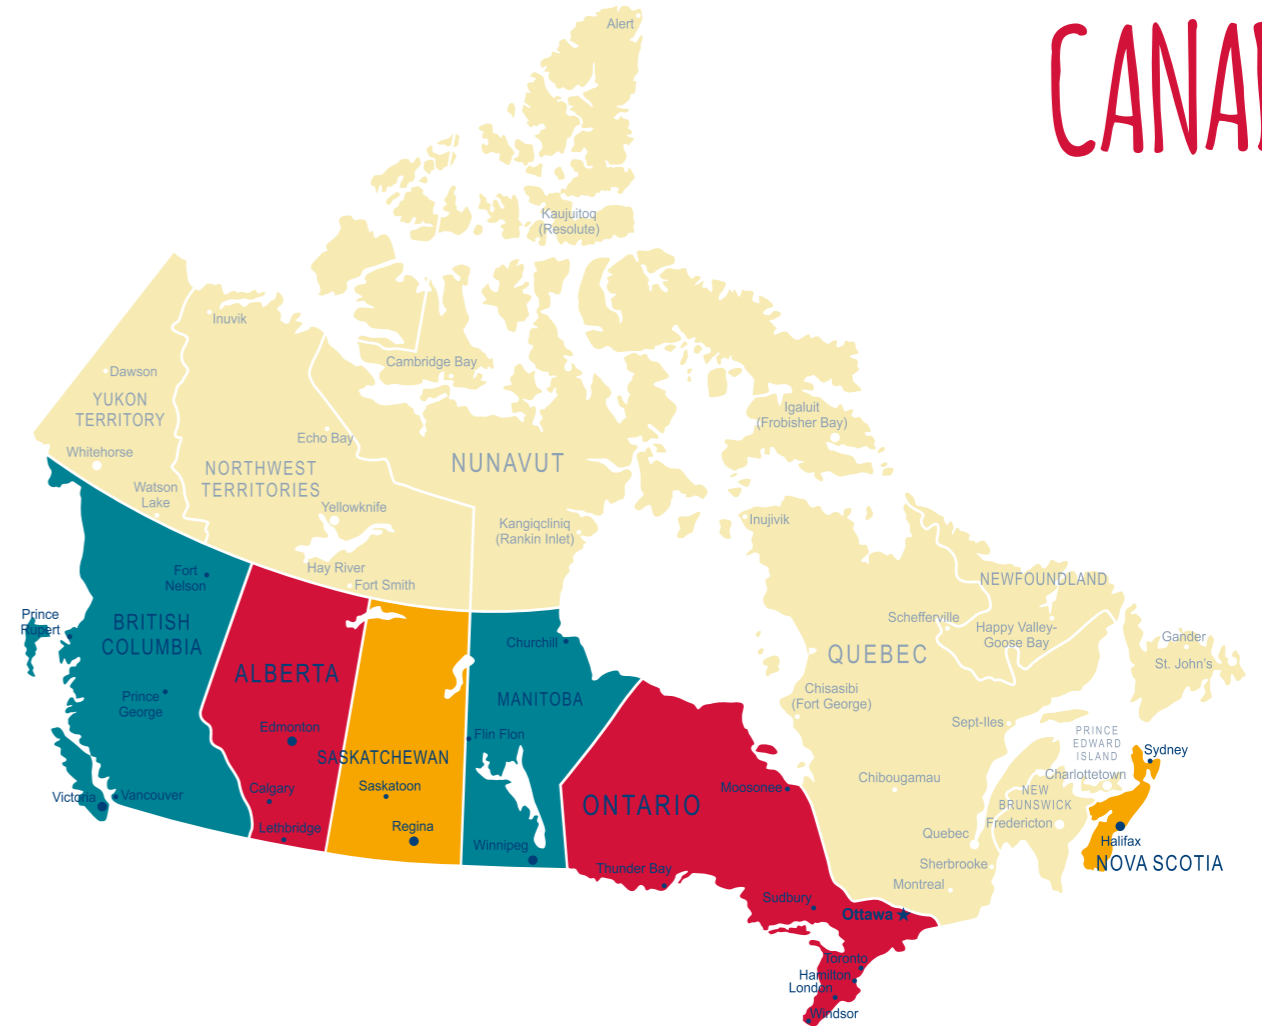 CANA
Alert
Kaujuitoq
(Resolute)
Inuvik
Dawson
YUKON
TERRITORY
Whitehorse
Watson
Lake
Cambridge Bay
Echo Bay
NORTHWEST
TERRITORIES
Yellowknife
Hay River
Fort Smith
NUNAVUT
Kangiqcliniq
(Rankin Inlet)
Igaluit
(Frobisher Bay)
Inujivik
Fort
Nelson
Prince
Rupert
BRITISH
COLUMBIA
Prince
George
Victoria
Vancouver
ALBERTA
Edmonton
Calgary
Lethbridge
SASKATCHEWAN
Saskatoon
Regina
Churchill
MANITOBA
Flin Flon
Winnipeg
ONTARIO
Moosonee
Thunder Bay
Sudbury
Ottawa
Toronto
Hamilton
London
Windsor
NEWFOUNDLAND
Schefferville
Happy Valley-
Goose Bay
Gander
St. John's
QUEBEC
Chisasibi
(Fort George)
Sept-Iles
Chibougamau
Quebec
Sherbrooke
Montreal
PRINCE
EDWARD
ISLAND
Charlottetown
NEW
BRUNSWICK
Fredericton
Sydney
Halifax
NOVA SCOTIA